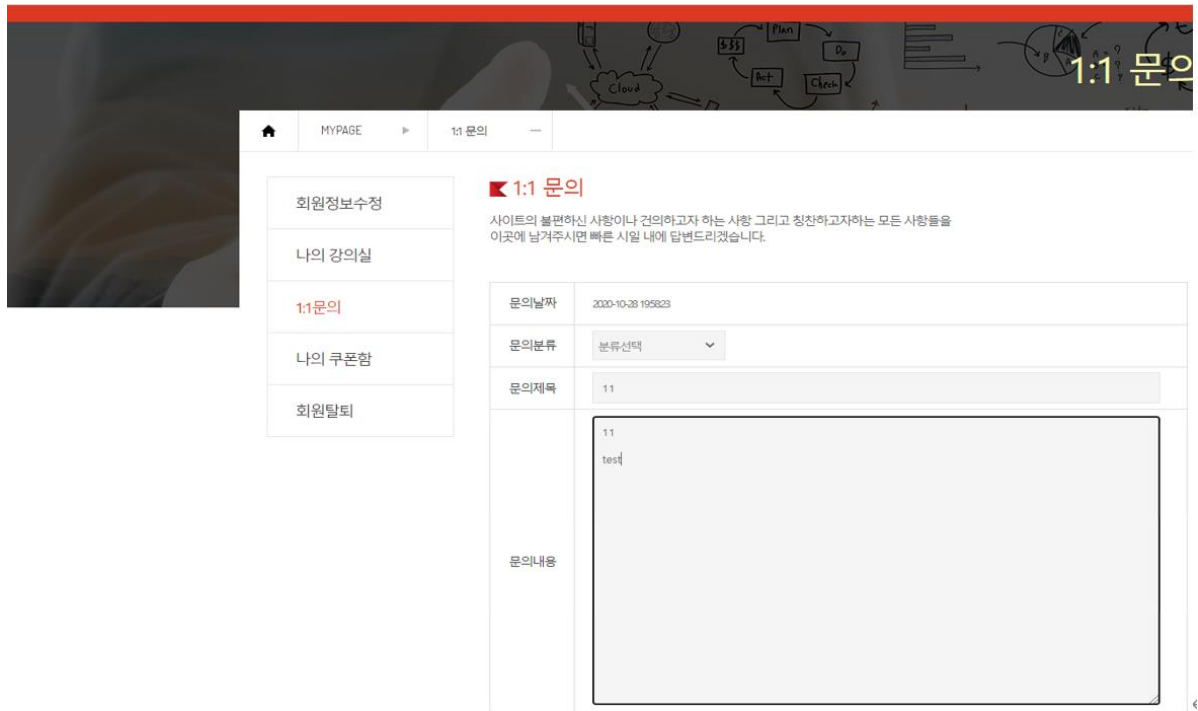 $$$
Plan
Do
Check
Act
Cloud
1:1 문의
MYPAGE
1:1 문의
회원정보수정
나의 강의실
1:1문의
나의 쿠폰함
회원탈퇴
1:1 문의
사이트의 불편하신 사항이나 건의하고자 하는 사항 그리고 칭찬하고자하는 모든 사항들을
이곳에 남겨주시면 빠른 시일 내에 답변드리겠습니다.
문의날짜
2020-10-28 195823
문의분류
분류선택
문의제목
11
문의내용
11
test